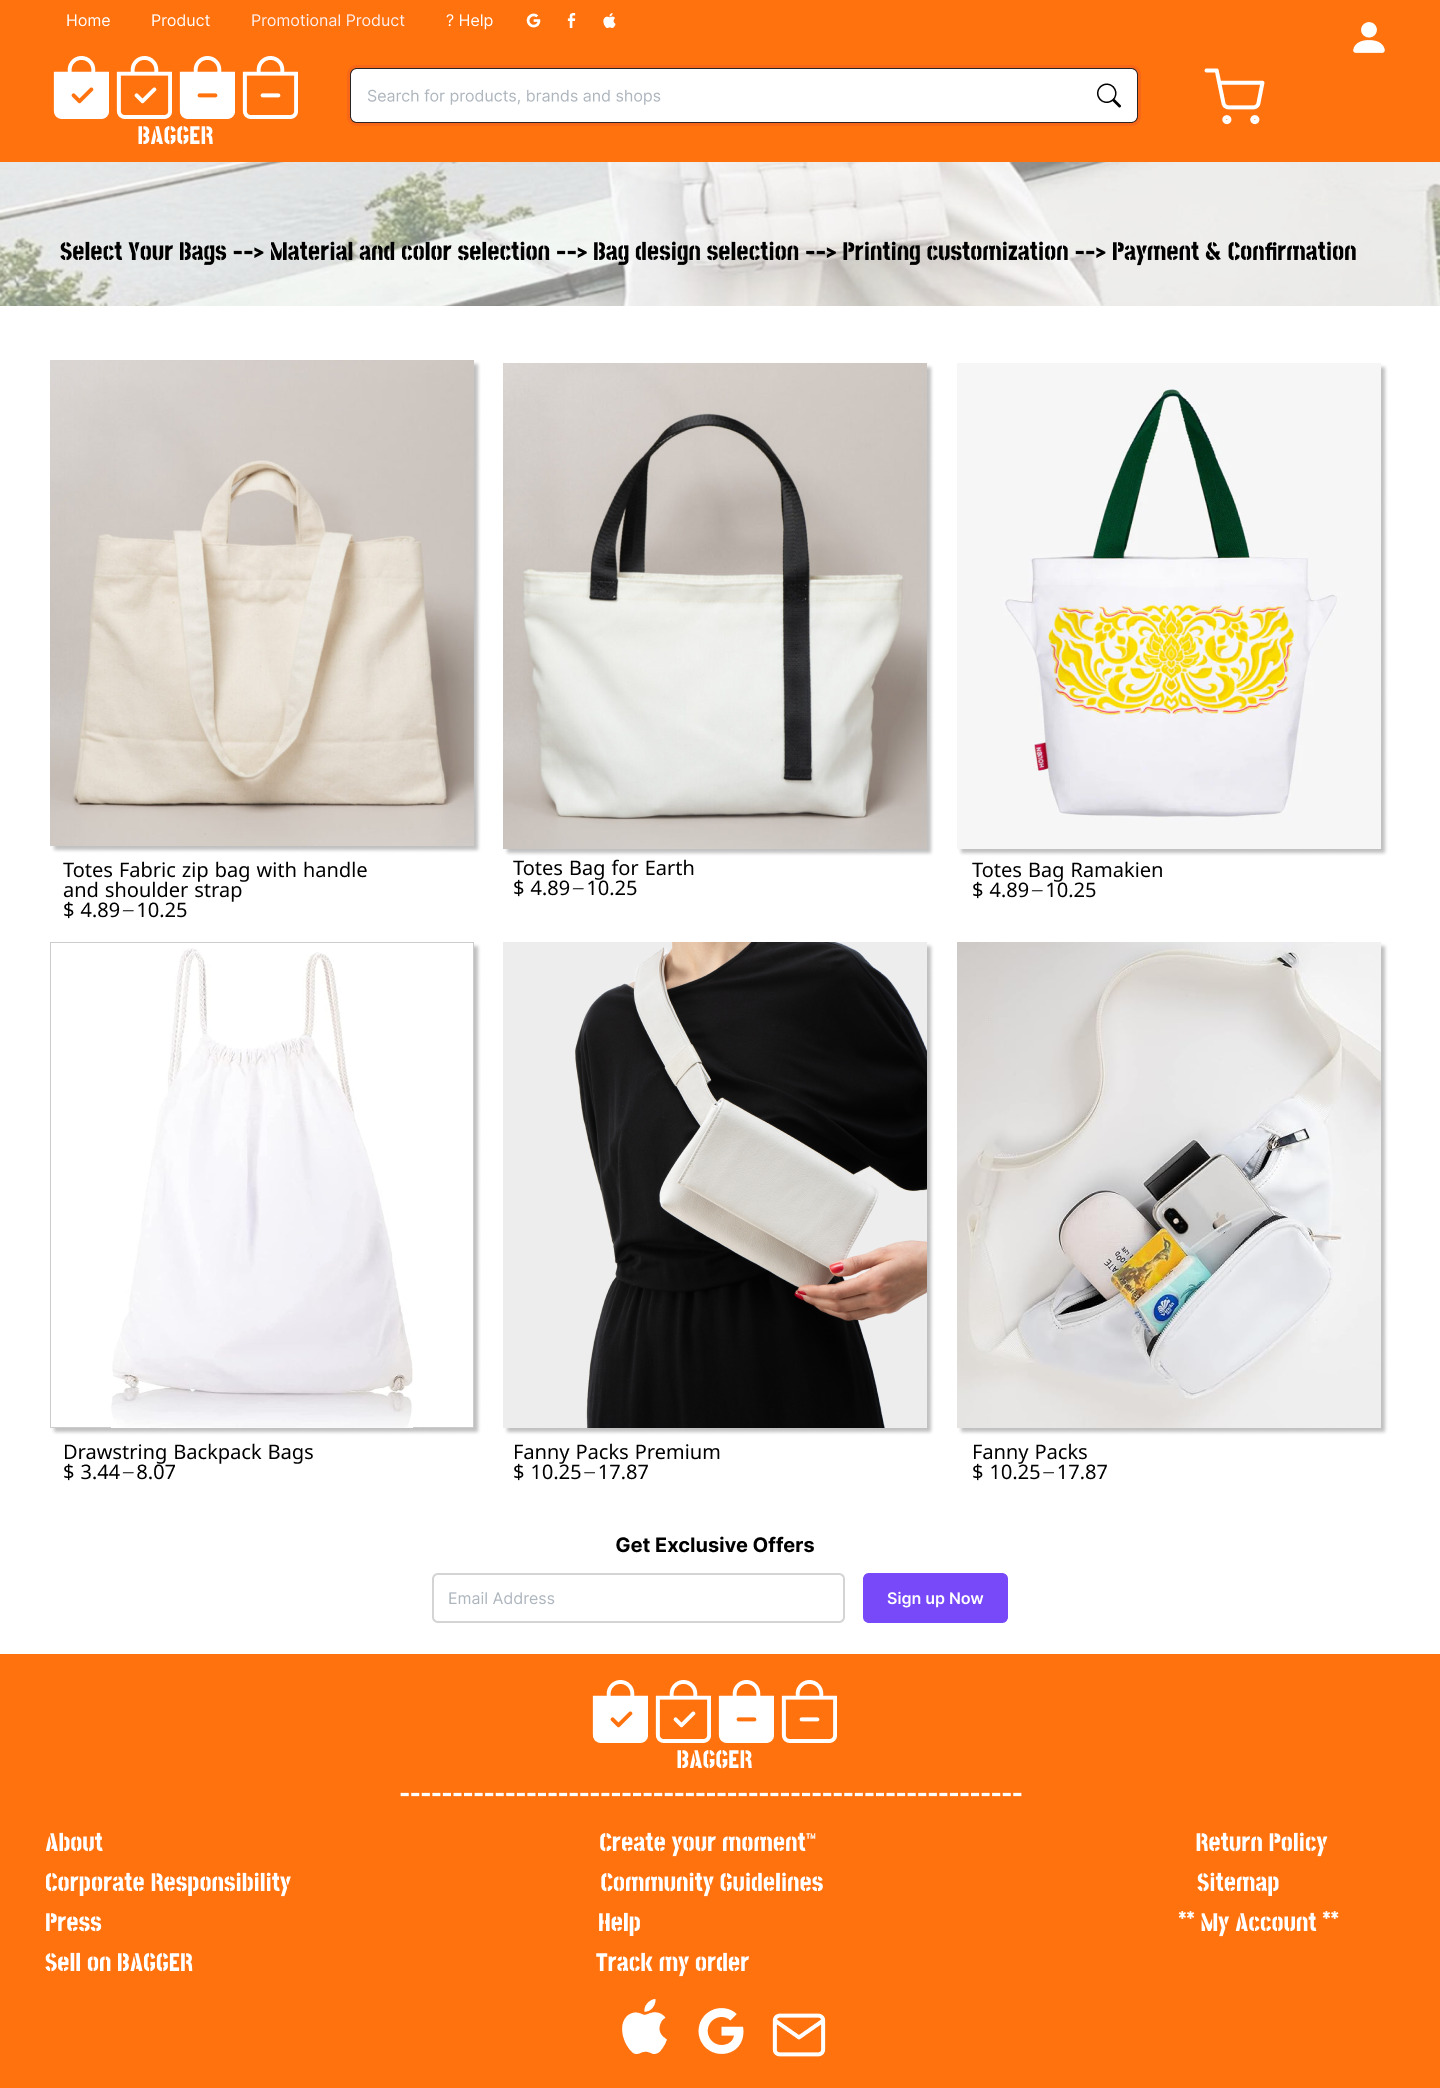 Home Product Promotional Product ? Help
BAGGER
Search for products, brands and shops
Select Your Bags --> Material and color selection --> Bag design selection --> Printing customization --> Payment & Confirmation
Totes Fabric zip bag with handle
and shoulder strap
$ 4.89–10.25
Totes Bag for Earth
$ 4.89–10.25
Totes Bag Ramakien
$ 4.89–10.25
Drawstring Backpack Bags
$ 3.44–8.07
Fanny Packs Premium
$ 10.25–17.87
Fanny Packs
$ 10.25–17.87
Get Exclusive Offers
Email Address
Sign up Now
BAGGER
About
Corporate Responsibility
Press
Sell on BAGGER
Create your moment™
Community Guidelines
Help
Track my order
Return Policy
Sitemap
** My Account **